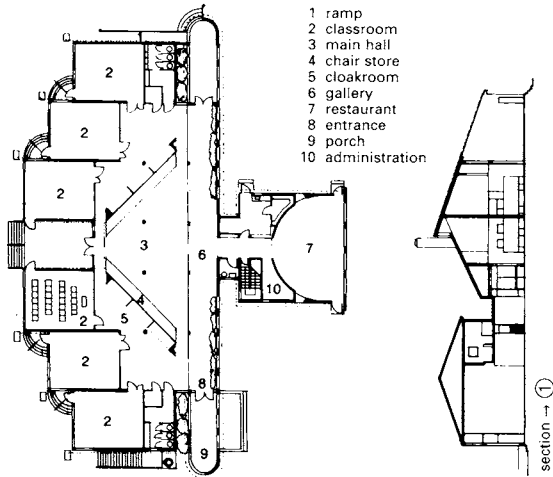 1 ramp
2 classroom
3 main hall
4 chair store
5 cloakroom
6 gallery
7 restaurant
8 entrance
9 porch
10 administration
2
2
2
3
6
7
4
10
5
2
2
8
2
9
section → 1